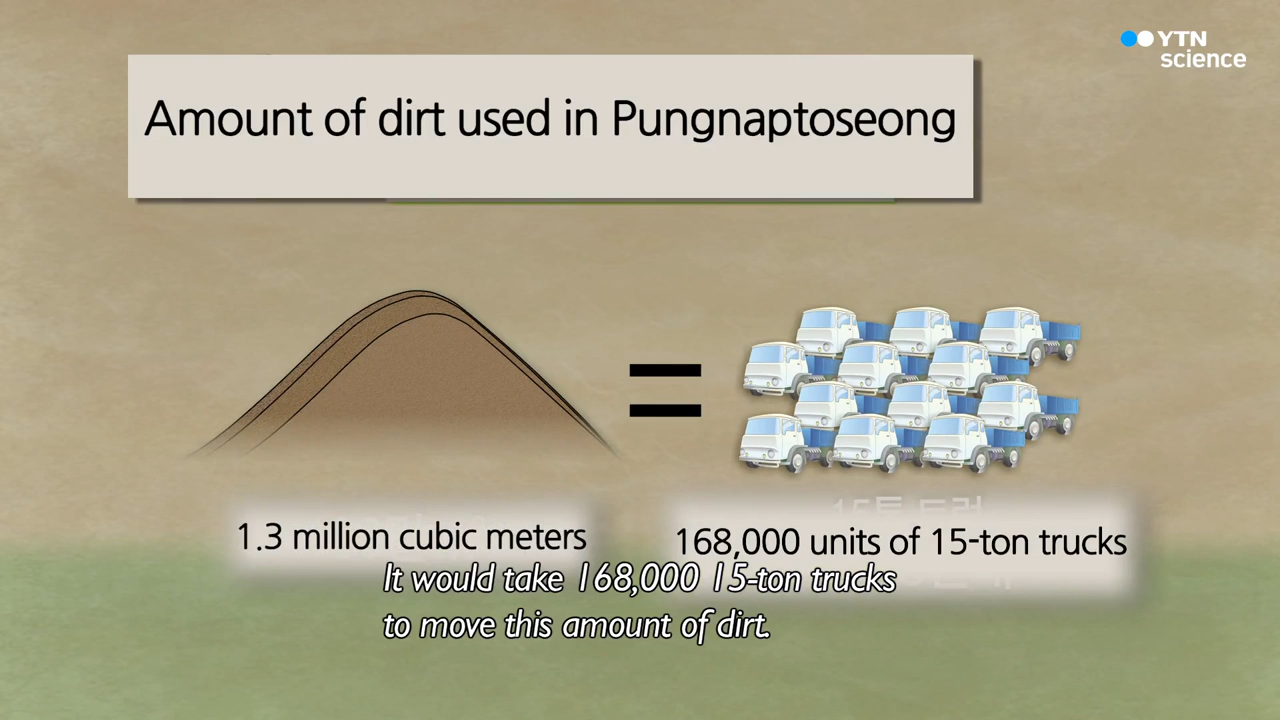 YTN
science
Amount of dirt used in Pungnaptoseong
1.3 million cubic meters
168,000 units of 15-ton trucks
It would take 168,000 15-ton trucks
to move this amount of dirt.